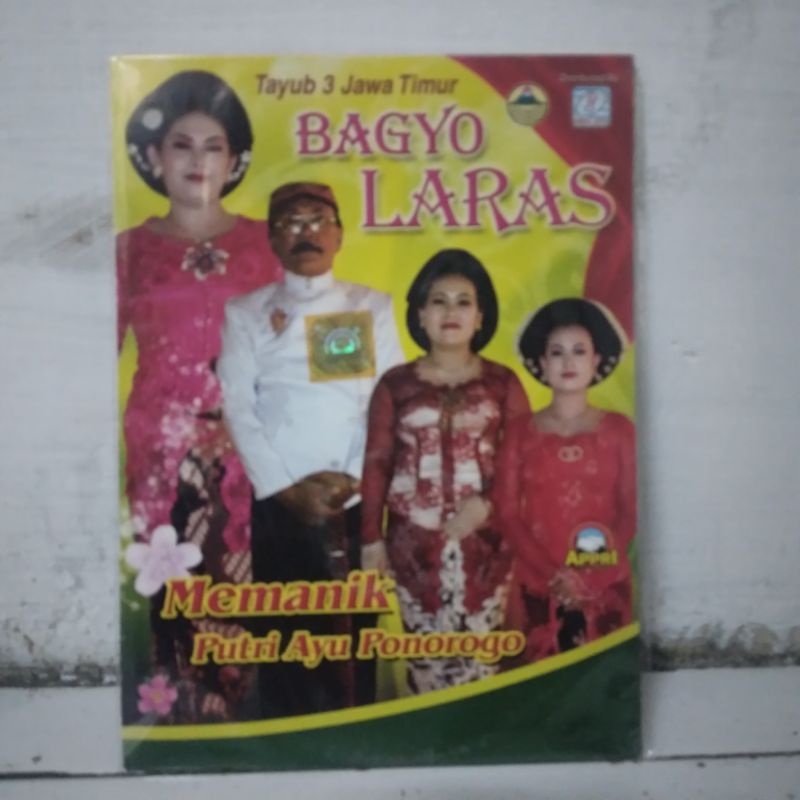 Tayub 3 Jawa Timur
BAGYO
LARAS
APPRI
Memanik
Putri Ayu Ponorogo